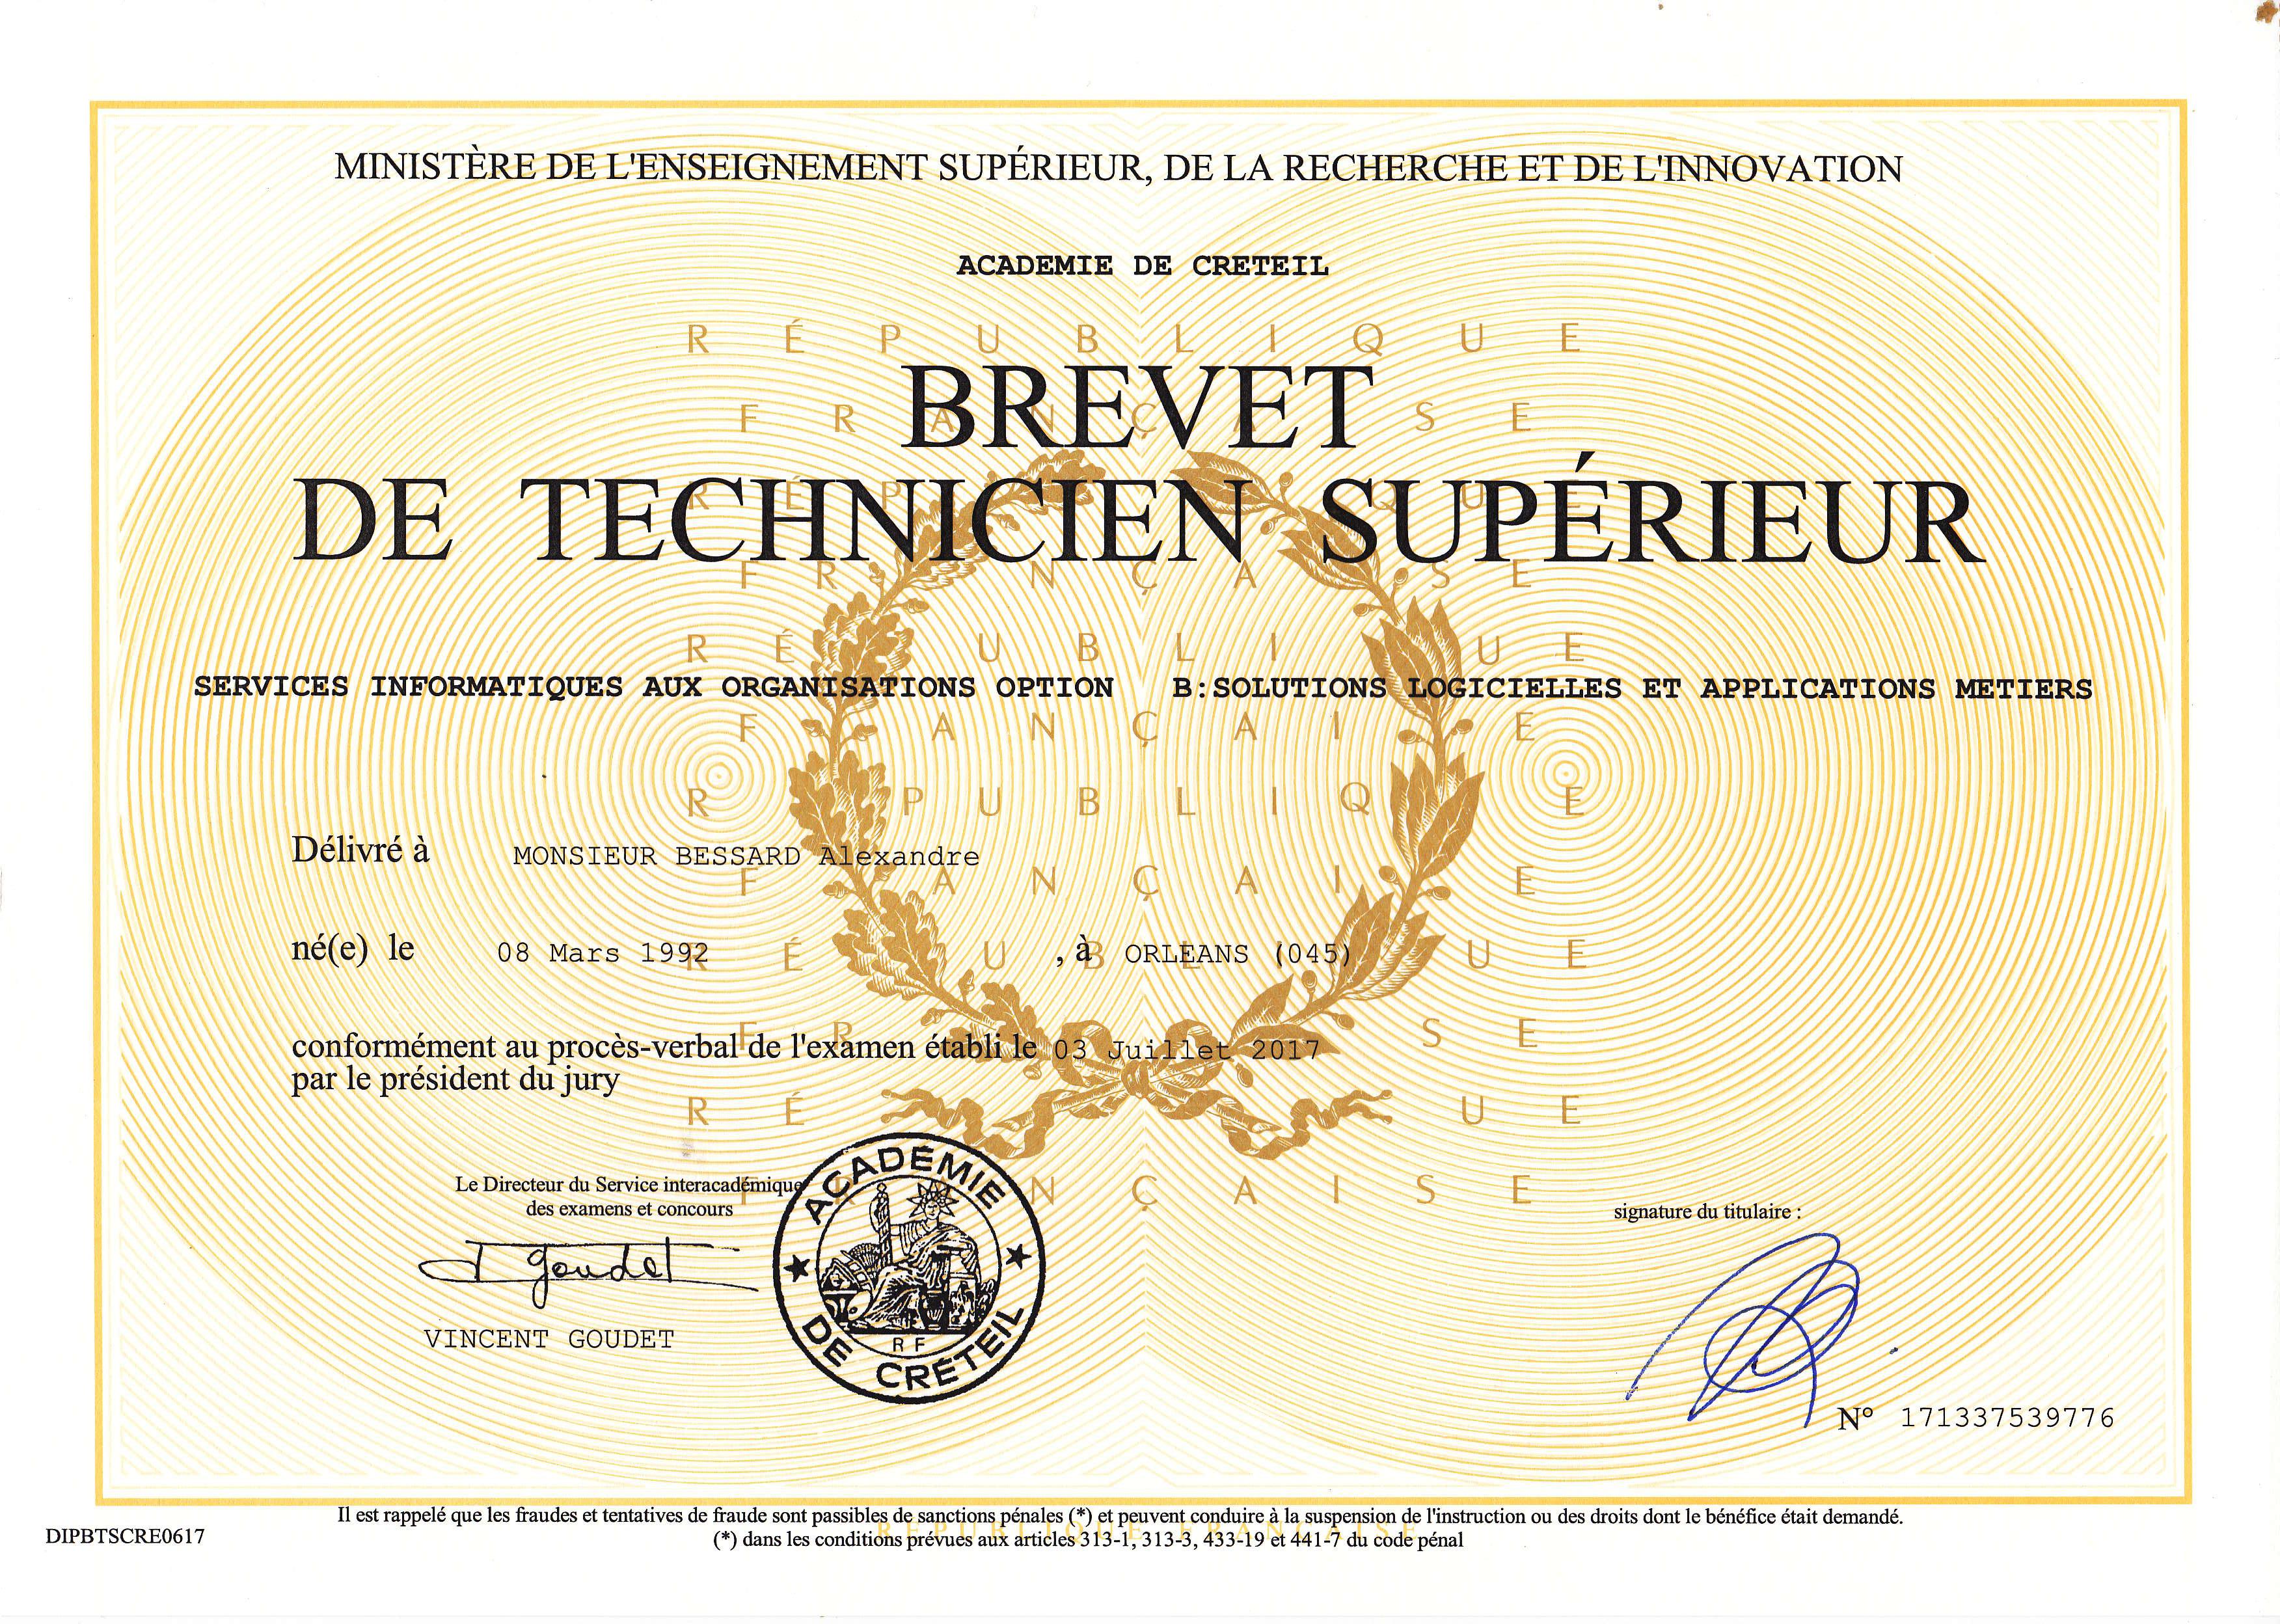 MINISTÈRE DE L'ENSEIGNEMENT SUPÉRIEUR, DE LA RECHERCHE ET DE L'INNOVATION
ACADEMIE DE CRETEIL
RÉPUBLIQUE
FRANÇAISE
BREVET
DE TECHNICIEN SUPÉRIEUR
SERVICES INFORMATIQUES AUX ORGANISATIONS OPTION B:SOLUTIONS LOGICIELLES ET APPLICATIONS METIERS
Délivré à MONSIEUR BESSARD Alexandre
né(e) le 08 Mars 1992 , à ORLEANS (045)
conformément au procès-verbal de l'examen établi le 03 Juillet 2017
par le président du jury
Le Directeur du Service interacadémique
des examens et concours
goudet
VINCENT GOUDET
ACADÉMIE
DE CRÉTEIL
RF
signature du titulaire :
N° 171337539776
Il est rappelé que les fraudes et tentatives de fraude sont passibles de sanctions pénales (*) et peuvent conduire à la suspension de l'instruction ou des droits dont le bénéfice était demandé.
(*) dans les conditions prévues aux articles 313-1, 313-3, 433-19 et 441-7 du code pénal
RÉPUBLIQUE FRANÇAISE
DIPBTSCRE0617